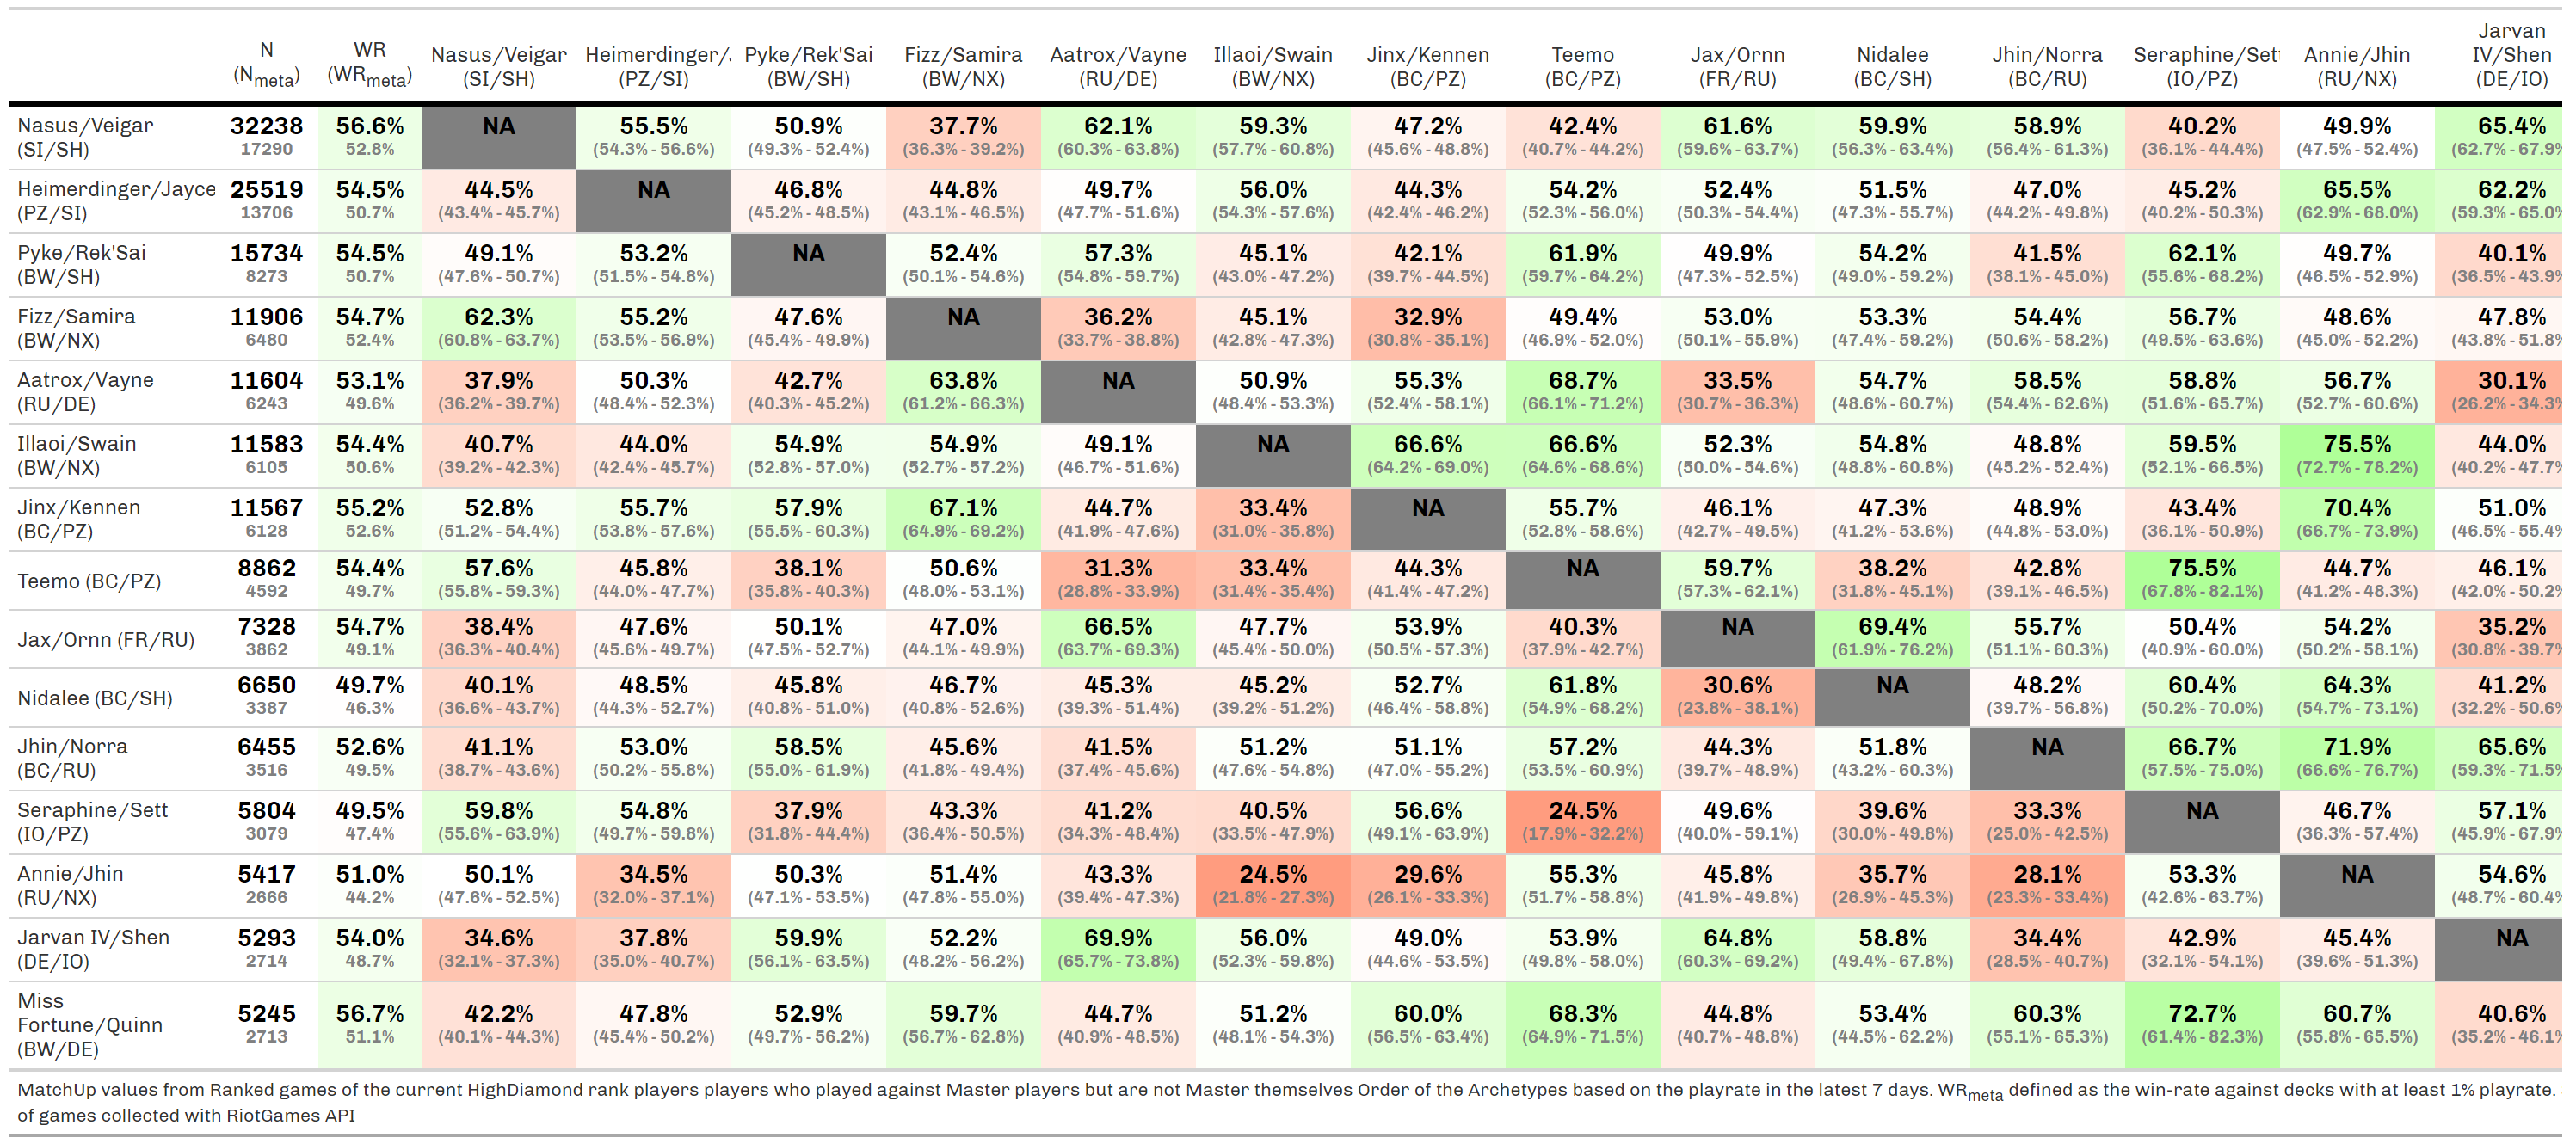 N (Nmeta) WR (WRmeta) Nasus/Veigar (SI/SH) Heimerdinger/J (PZ/SI) Pyke/Rek'Sai (BW/SH) Fizz/Samira (BW/NX) Aatrox/Vayne (RU/DE) Illaoi/Swain (BW/NX) Jinx/Kennen (BC/PZ) Teemo (BC/PZ) Jax/Ornn (FR/RU) Nidalee (BC/SH) Jhin/Norra (BC/RU) Seraphine/Sett (IO/PZ) Annie/Jhin (RU/NX) Jarvan IV/Shen (DE/IO)
Nasus/Veigar 32238 56.6% NA 55.5% 50.9% 37.7% 62.1% 59.3% 47.2% 42.4% 61.6% 59.9% 58.9% 40.2% 49.9% 65.4%
(SI/SH) 17290 52.8% (54.3% - 56.6%) (49.3% - 52.4%) (36.3% - 39.2%) (60.3% - 63.8%) (57.7% - 60.8%) (45.6% - 48.8%) (40.7% - 44.2%) (59.6% - 63.7%) (56.3% - 63.4%) (56.4% - 61.3%) (36.1% - 44.4%) (47.5% - 52.4%) (62.7% - 67.9%
Heimerdinger/Jayce 25519 54.5% 44.5% NA 46.8% 44.8% 49.7% 56.0% 44.3% 54.2% 52.4% 51.5% 47.0% 45.2% 65.5% 62.2%
(PZ/SI) 13706 50.7% (43.4% - 45.7%) (45.2% - 48.5%) (43.1% - 46.5%) (47.7% - 51.6%) (54.3% - 57.6%) (42.4% - 46.2%) (52.3% - 56.0%) (50.3% - 54.4%) (47.3% - 55.7%) (44.2% - 49.8%) (40.2% - 50.3%) (62.9% - 68.0%) (59.3% - 65.0%
Pyke/Rek'Sai 15734 54.5% 49.1% 53.2% NA 52.4% 57.3% 45.1% 42.1% 61.9% 49.9% 54.2% 41.5% 62.1% 49.7% 40.1%
(BW/SH) 8273 50.7% (47.6% - 50.7%) (51.5% - 54.8%) (50.1% - 54.6%) (54.8% - 59.7%) (43.0% - 47.2%) (39.7% - 44.5%) (59.7% - 64.2%) (47.3% - 52.5%) (49.0% - 59.2%) (38.1% - 45.0%) (55.6% - 68.2%) (46.5% - 52.9%) (36.5% - 43.9%
Fizz/Samira 11906 54.7% 62.3% 55.2% 47.6% NA 36.2% 45.1% 32.9% 49.4% 53.0% 53.3% 54.4% 56.7% 48.6% 47.8%
(BW/NX) 6480 52.4% (60.8% - 63.7%) (53.5% - 56.9%) (45.4% - 49.9%) (33.7% - 38.8%) (42.8% - 47.3%) (30.8% - 35.1%) (46.9% - 52.0%) (50.1% - 55.9%) (47.4% - 59.2%) (50.6% - 58.2%) (49.5% - 63.6%) (45.0% - 52.2%) (43.8% - 51.8%
Aatrox/Vayne 11604 53.1% 37.9% 50.3% 42.7% 63.8% NA 50.9% 55.3% 68.7% 33.5% 54.7% 58.5% 58.8% 56.7% 30.1%
(RU/DE) 6243 49.6% (36.2% - 39.7%) (48.4% - 52.3%) (40.3% - 45.2%) (61.2% - 66.3%) (48.4% - 53.3%) (52.4% - 58.1%) (66.1% - 71.2%) (30.7% - 36.3%) (48.6% - 60.7%) (54.4% - 62.6%) (51.6% - 65.7%) (52.7% - 60.6%) (26.2% - 34.3%
Illaoi/Swain 11583 54.4% 40.7% 44.0% 54.9% 54.9% 49.1% NA 66.6% 66.6% 52.3% 54.8% 48.8% 59.5% 75.5% 44.0%
(BW/NX) 6105 50.6% (39.2% - 42.3%) (42.4% - 45.7%) (52.8% - 57.0%) (52.7% - 57.2%) (46.7% - 51.6%) (64.2% - 69.0%) (64.6% - 68.6%) (50.0% - 54.6%) (48.8% - 60.8%) (45.2% - 52.4%) (52.1% - 66.5%) (72.7% - 78.2%) (40.2% - 47.7%
Jinx/Kennen 11567 55.2% 52.8% 55.7% 57.9% 67.1% 44.7% 33.4% NA 55.7% 46.1% 47.3% 48.9% 43.4% 70.4% 51.0%
(BC/PZ) 6128 52.6% (51.2% - 54.4%) (53.8% - 57.6%) (55.5% - 60.3%) (64.9% - 69.2%) (41.9% - 47.6%) (31.0% - 35.8%) (52.8% - 58.6%) (42.7% - 49.5%) (41.2% - 53.6%) (44.8% - 53.0%) (36.1% - 50.9%) (66.7% - 73.9%) (46.5% - 55.4%
Teemo (BC/PZ) 8862 54.4% 57.6% 45.8% 38.1% 50.6% 31.3% 33.4% 44.3% NA 59.7% 38.2% 42.8% 75.5% 44.7% 46.1%
4592 49.7% (55.8% - 59.3%) (44.0% - 47.7%) (35.8% - 40.3%) (48.0% - 53.1%) (28.8% - 33.9%) (31.4% - 35.4%) (41.4% - 47.2%) (57.3% - 62.1%) (31.8% - 45.1%) (39.1% - 46.5%) (67.8% - 82.1%) (41.2% - 48.3%) (42.0% - 50.2%
Jax/Ornn (FR/RU) 7328 54.7% 38.4% 47.6% 50.1% 47.0% 66.5% 47.7% 53.9% 40.3% NA 69.4% 55.7% 50.4% 54.2% 35.2%
3862 49.1% (36.3% - 40.4%) (45.6% - 49.7%) (47.5% - 52.7%) (44.1% - 49.9%) (63.7% - 69.3%) (45.4% - 50.0%) (50.5% - 57.3%) (37.9% - 42.7%) (61.9% - 76.2%) (51.1% - 60.3%) (40.9% - 60.0%) (50.2% - 58.1%) (30.8% - 39.7%
Nidalee (BC/SH) 6650 49.7% 40.1% 48.5% 45.8% 46.7% 45.3% 45.2% 52.7% 61.8% 30.6% NA 48.2% 60.4% 64.3% 41.2%
3387 46.3% (36.6% - 43.7%) (44.3% - 52.7%) (40.8% - 51.0%) (40.8% - 52.6%) (39.3% - 51.4%) (39.2% - 51.2%) (46.4% - 58.8%) (54.9% - 68.2%) (23.8% - 38.1%) (39.7% - 56.8%) (50.2% - 70.0%) (54.7% - 73.1%) (32.2% - 50.6%
Jhin/Norra 6455 52.6% 41.1% 53.0% 58.5% 45.6% 41.5% 51.2% 51.1% 57.2% 44.3% 51.8% NA 66.7% 71.9% 65.6%
(BC/RU) 3516 49.5% (38.7% - 43.6%) (50.2% - 55.8%) (55.0% - 61.9%) (41.8% - 49.4%) (37.4% - 45.6%) (47.6% - 54.8%) (47.0% - 55.2%) (53.5% - 60.9%) (39.7% - 48.9%) (43.2% - 60.3%) (57.5% - 75.0%) (66.6% - 76.7%) (59.3% - 71.5%
Seraphine/Sett 5804 49.5% 59.8% 54.8% 37.9% 43.3% 41.2% 40.5% 56.6% 24.5% 49.6% 39.6% 33.3% NA 46.7% 57.1%
(IO/PZ) 3079 47.4% (55.6% - 63.9%) (49.7% - 59.8%) (31.8% - 44.4%) (36.4% - 50.5%) (34.3% - 48.4%) (33.5% - 47.9%) (49.1% - 63.9%) (17.9% - 32.2%) (40.0% - 59.1%) (30.0% - 49.8%) (25.0% - 42.5%) (36.3% - 57.4%) (45.9% - 67.9%
Annie/Jhin 5417 51.0% 50.1% 34.5% 50.3% 51.4% 43.3% 24.5% 29.6% 55.3% 45.8% 35.7% 28.1% 53.3% NA 54.6%
(RU/NX) 2666 44.2% (47.6% - 52.5%) (32.0% - 37.1%) (47.1% - 53.5%) (47.8% - 55.0%) (39.4% - 47.3%) (21.8% - 27.3%) (26.1% - 33.3%) (51.7% - 58.8%) (41.9% - 49.8%) (26.9% - 45.3%) (23.3% - 33.4%) (42.6% - 63.7%) (48.7% - 60.4%
Jarvan IV/Shen 5293 54.0% 34.6% 37.8% 59.9% 52.2% 69.9% 56.0% 49.0% 53.9% 64.8% 58.8% 34.4% 42.9% 45.4% NA
(DE/IO) 2714 48.7% (32.1% - 37.3%) (35.0% - 40.7%) (56.1% - 63.5%) (48.2% - 56.2%) (65.7% - 73.8%) (52.3% - 59.8%) (44.6% - 53.5%) (49.8% - 58.0%) (60.3% - 69.2%) (49.4% - 67.8%) (28.5% - 40.7%) (32.1% - 54.1%) (39.6% - 51.3%)
Miss
Fortune/Quinn 5245 56.7% 42.2% 47.8% 52.9% 59.7% 44.7% 51.2% 60.0% 68.3% 44.8% 53.4% 60.3% 72.7% 60.7% 40.6%
(BW/DE) 2713 51.1% (40.1% - 44.3%) (45.4% - 50.2%) (49.7% - 56.2%) (56.7% - 62.8%) (40.9% - 48.5%) (48.1% - 54.3%) (56.5% - 63.4%) (64.9% - 71.5%) (40.7% - 48.8%) (44.5% - 62.2%) (55.1% - 65.3%) (61.4% - 82.3%) (55.8% - 65.5%) (35.2% - 46.1%
MatchUp values from Ranked games of the current HighDiamond rank players players who played against Master players but are not Master themselves Order of the Archetypes based on the playrate in the latest 7 days. WRmeta defined as the win-rate against decks with at least 1% playrate.
of games collected with RiotGames API